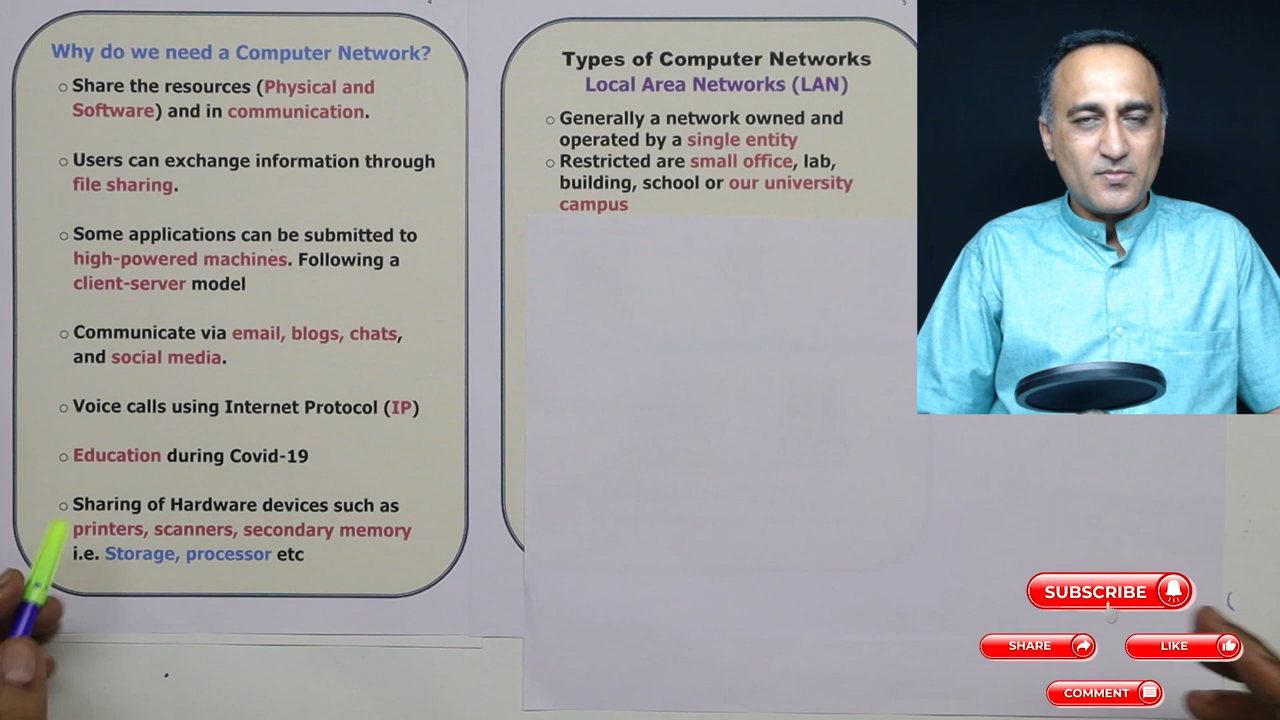 4
Why do we need a Computer Network?
○ Share the resources (Physical and
Software) and in communication.
○ Users can exchange information through
file sharing.
○ Some applications can be submitted to
high-powered machines. Following a
client-server model
○ Communicate via email, blogs, chats,
and social media.
○ Voice calls using Internet Protocol (IP)
○ Education during Covid-19
○ Sharing of Hardware devices such as
printers, scanners, secondary memory
i.e. Storage, processor etc
5
Types of Computer Networks
Local Area Networks (LAN)
○ Generally a network owned and
operated by a single entity
○ Restricted are small office, lab,
building, school or our university
campus
SUBSCRIBE
SHARE
LIKE
COMMENT